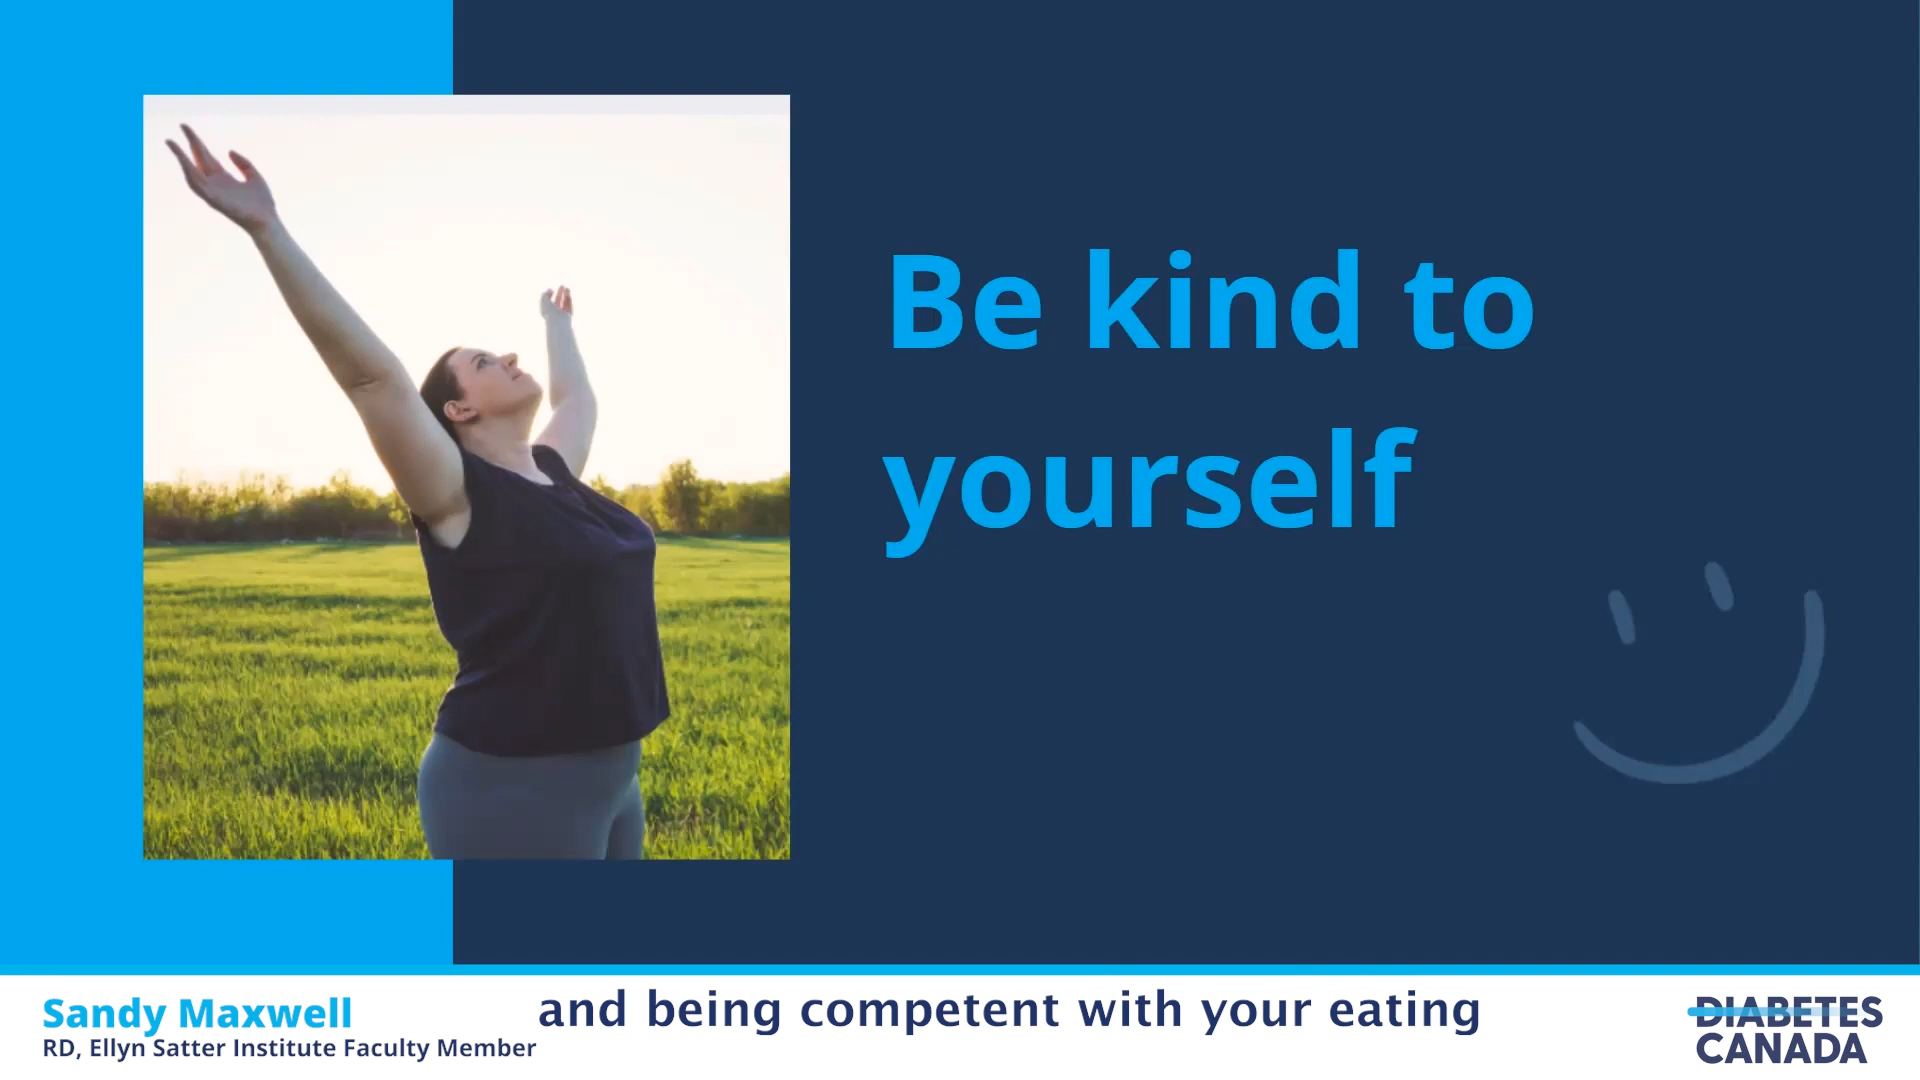 Be kind to
yourself
Sandy Maxwell
RD, Ellyn Satter Institute Faculty Member
and being competent with your eating
DIABETES
CANADA